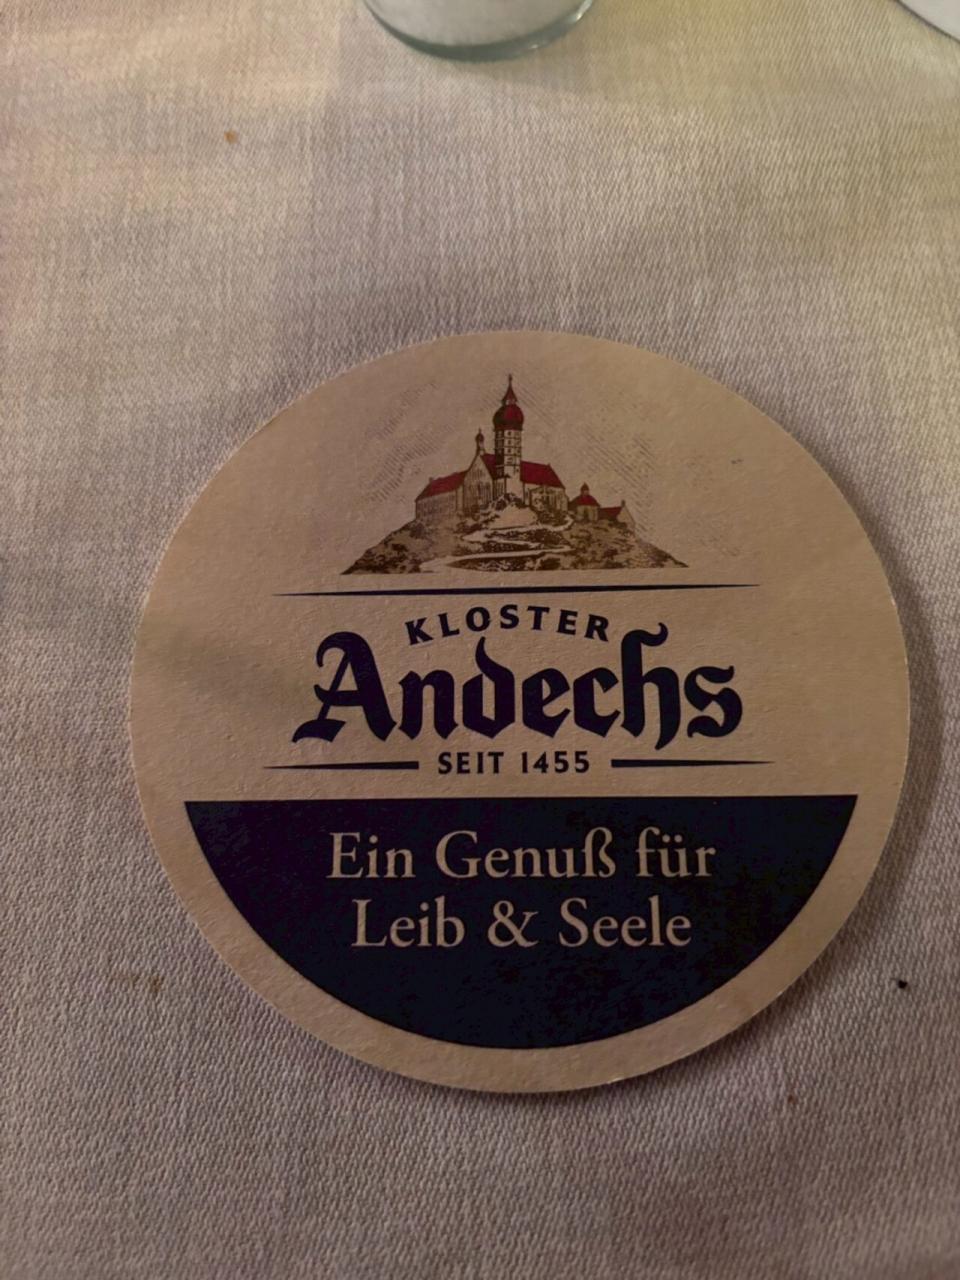 KLOSTER
Andechs
SEIT 1455
Ein Genuß für
Leib & Seele